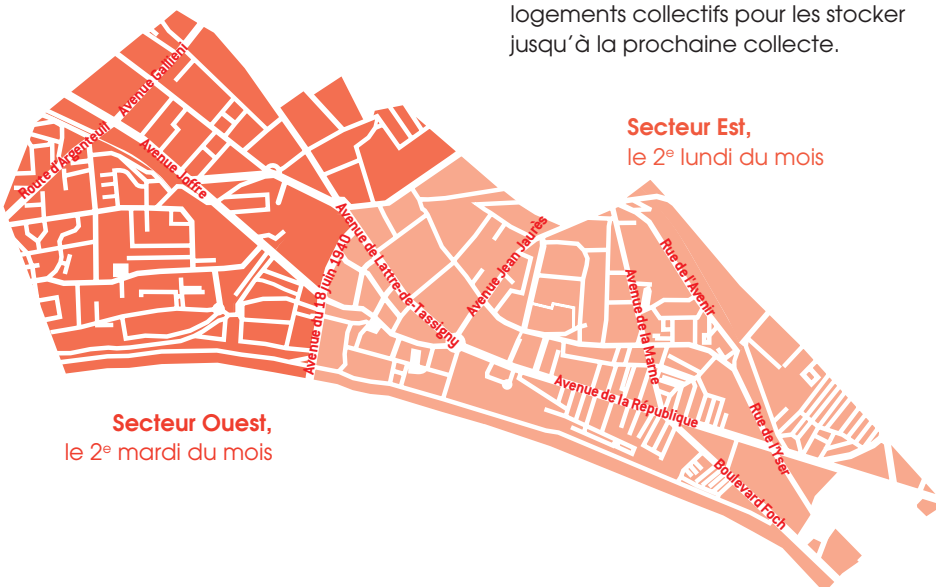 logements collectifs pour les stocker
jusqu'à la prochaine collecte.
Secteur Est,
le 2e lundi du mois
Avenue Gallieni
Route d'Argenteuil
Avenue Joffre
Avenue du 18 juin 1940
Avenue de Lattre-de-Tassigny
Avenue Jean Jaurès
Rue de l'Avenir
Avenue de la Marne
Avenue de la République
Rue de l'Yser
Boulevard Foch
Secteur Ouest,
le 2e mardi du mois